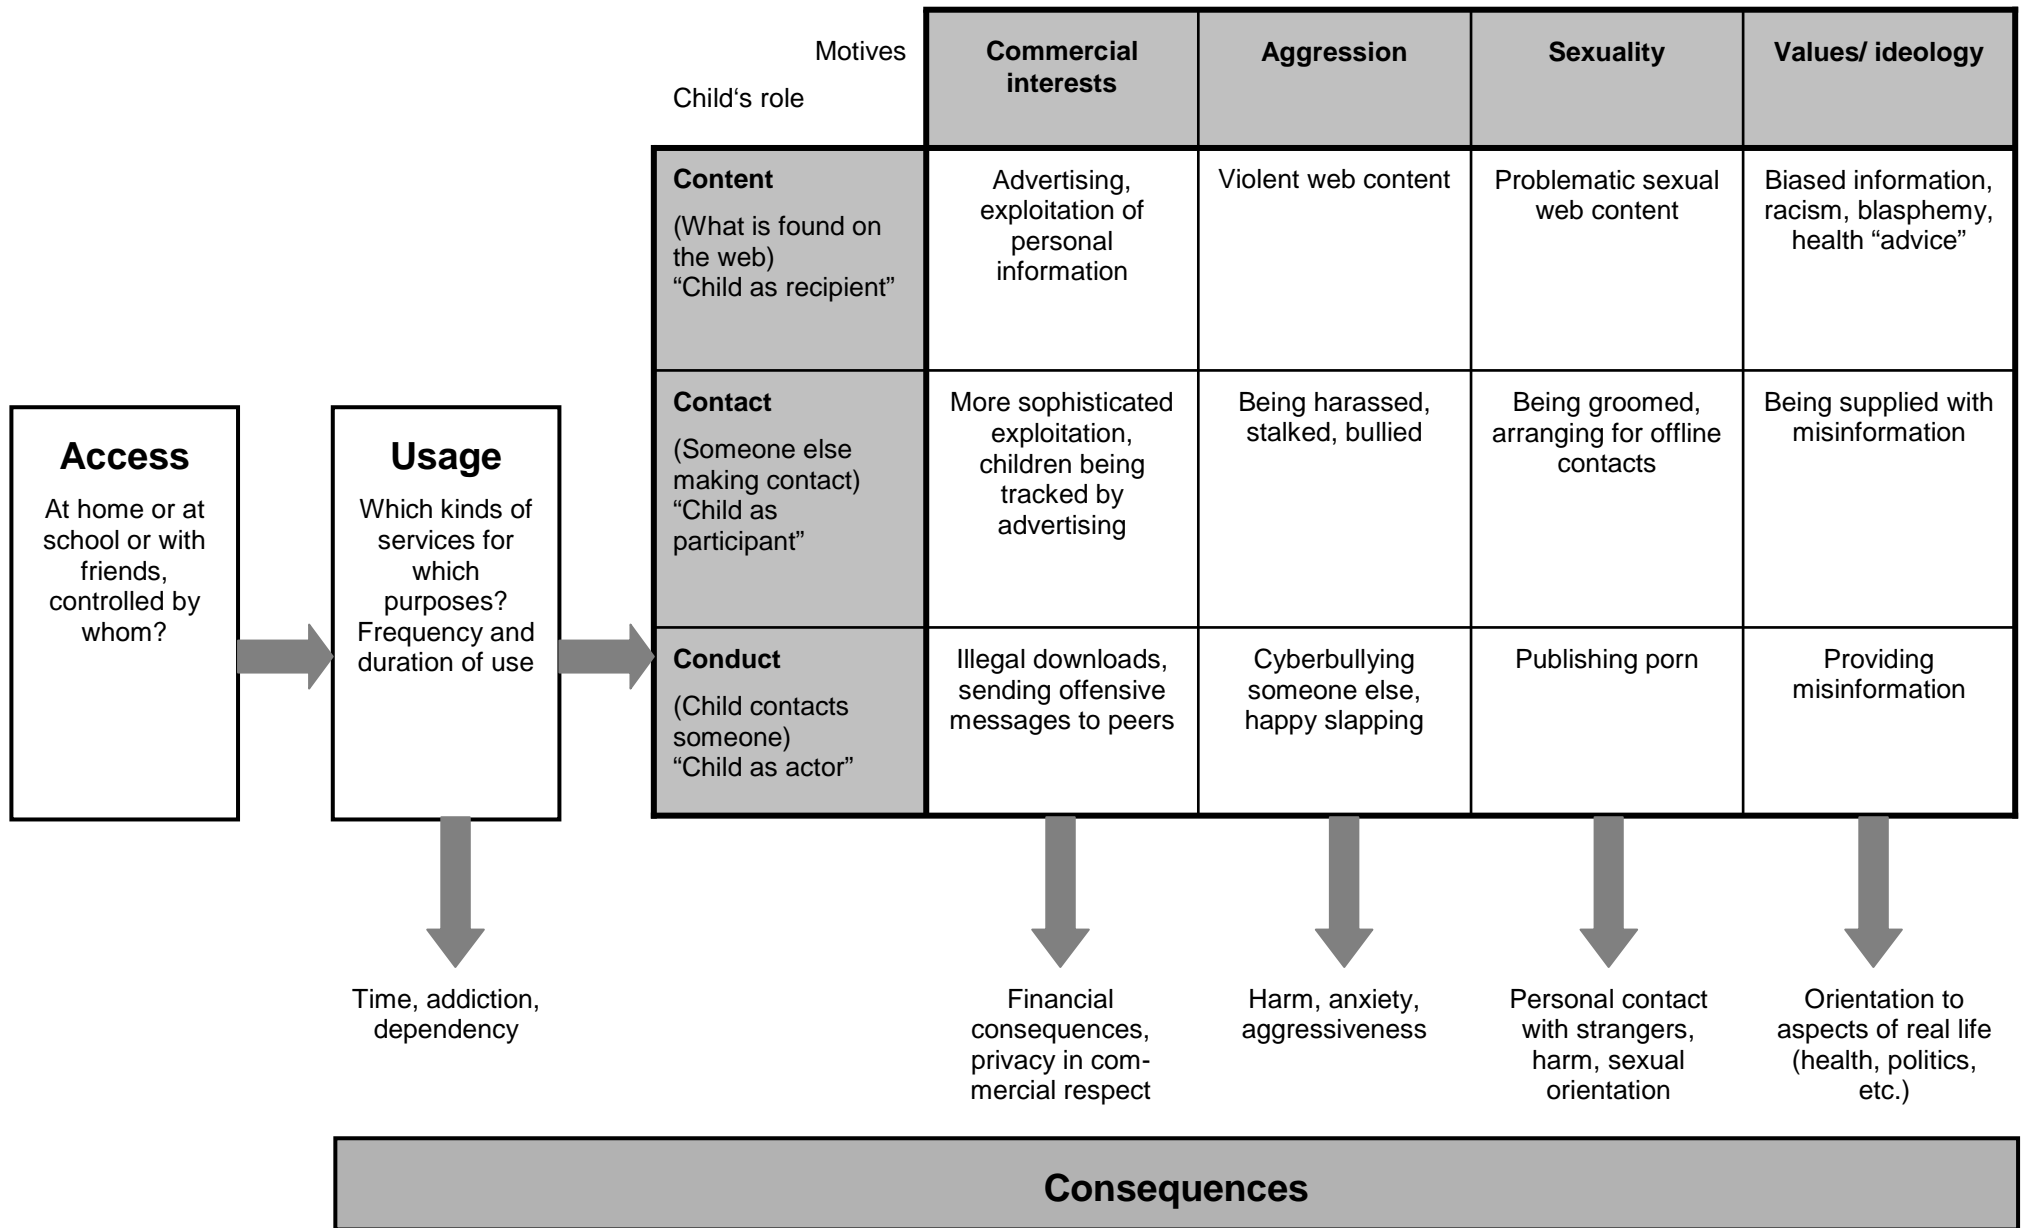 Motives
Child‘s role
Commercial
interests
Aggression
Sexuality
Values/ ideology
Content
(What is found on
the web)
“Child as recipient”
Advertising,
exploitation of
personal
information
Violent web content
Problematic sexual
web content
Biased information,
racism, blasphemy,
health “advice”
Contact
(Someone else
making contact)
“Child as
participant”
More sophisticated
exploitation,
children being
tracked by
advertising
Being harassed,
stalked, bullied
Being groomed,
arranging for offline
contacts
Being supplied with
misinformation
Conduct
(Child contacts
someone)
“Child as actor”
Illegal downloads,
sending offensive
messages to peers
Cyberbullying
someone else,
happy slapping
Publishing porn
Providing
misinformation
Access
At home or at
school or with
friends,
controlled by
whom?
Usage
Which kinds of
services for
which
purposes?
Frequency and
duration of use
Time, addiction,
dependency
Financial
consequences,
privacy in com-
mercial respect
Harm, anxiety,
aggressiveness
Personal contact
with strangers,
harm, sexual
orientation
Orientation to
aspects of real life
(health, politics,
etc.)
Consequences